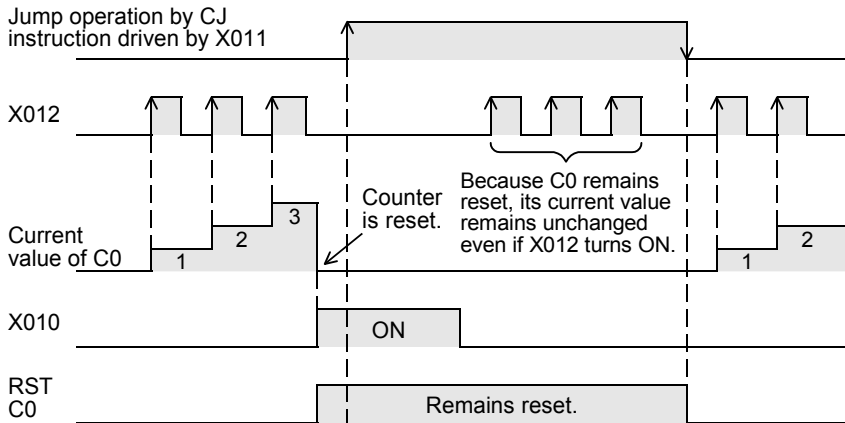 Jump operation by CJ
instruction driven by X011
X012
Because C0 remains
reset, its current value
remains unchanged
even if X012 turns ON.
Counter
is reset.
3
2
1
Current
value of C0
1
2
X010
ON
RST
C0
Remains reset.